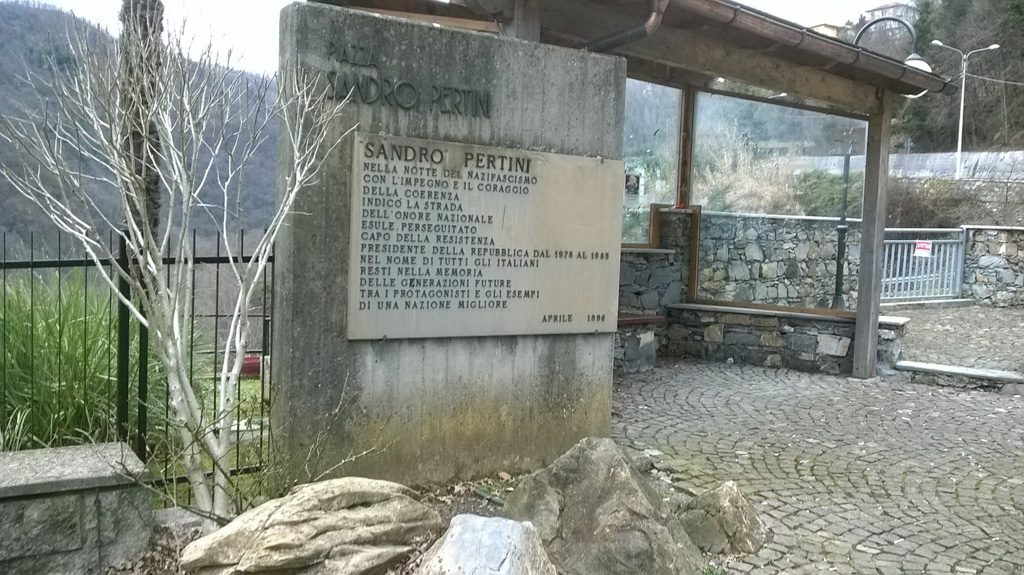 SANDRO PERTINI
SANDRO PERTINI
NELLA NOTTE DEL NAZIFASCISMO
CON L'IMPEGNO E IL CORAGGIO
DELLA COERENZA
INDICÒ LA STRADA
DELL'ONORE NAZIONALE
ESULE, PERSEGUITATO
CAPO DELLA RESISTENZA
PRESIDENTE DELLA REPUBBLICA DAL 1978 AL 1985
NEL NOME DI TUTTI GLI ITALIANI
RESTI NELLA MEMORIA
DELLE GENERAZIONI FUTURE
TRA I PROTAGONISTI E GLI ESEMPI
DI UNA NAZIONE MIGLIORE
APRILE 1996